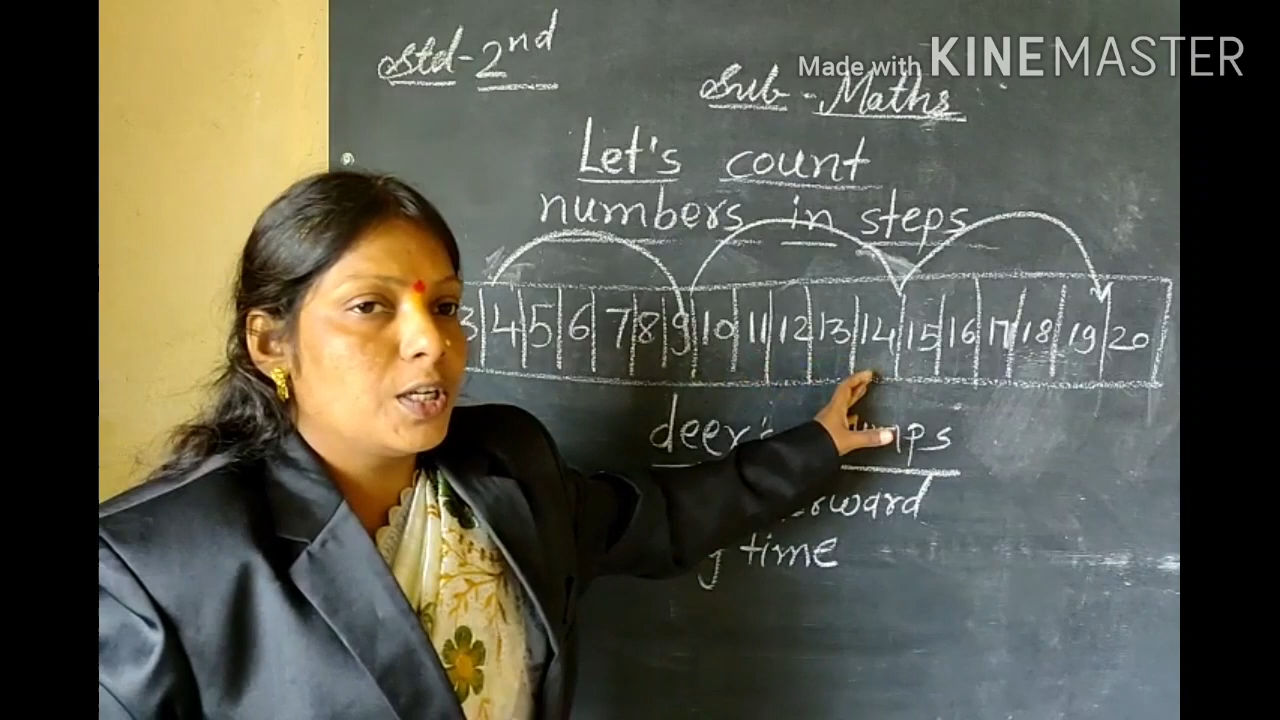 Std-2nd
Made with KINEMASTER
Sub - Maths
Let's count
numbers in steps
3 4 5 6 7 8 9 10 11 12 13 14 15 16 17 18 19 20
deer's
time